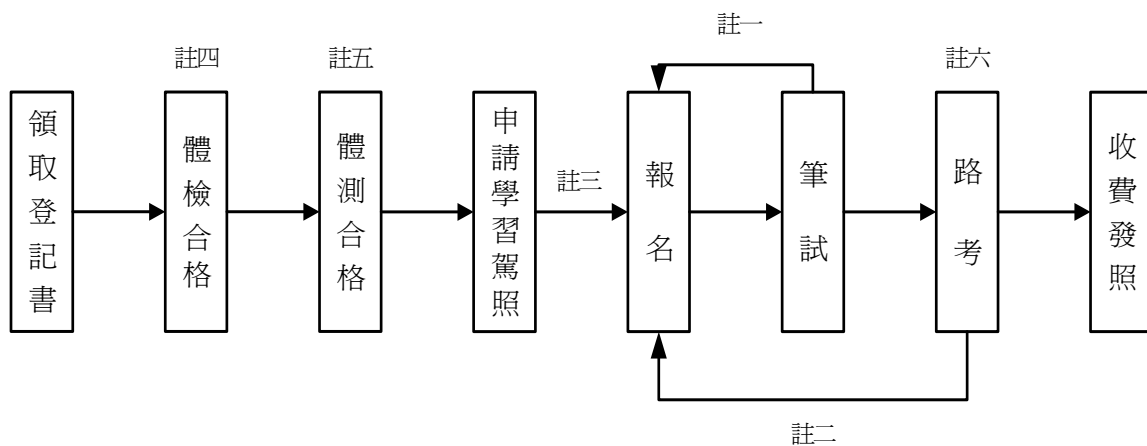 註一
註四
註五
註六
領取登記書
體檢合格
體測合格
申請學習駕照
註三
報名
筆試
路考
收費發照
註二